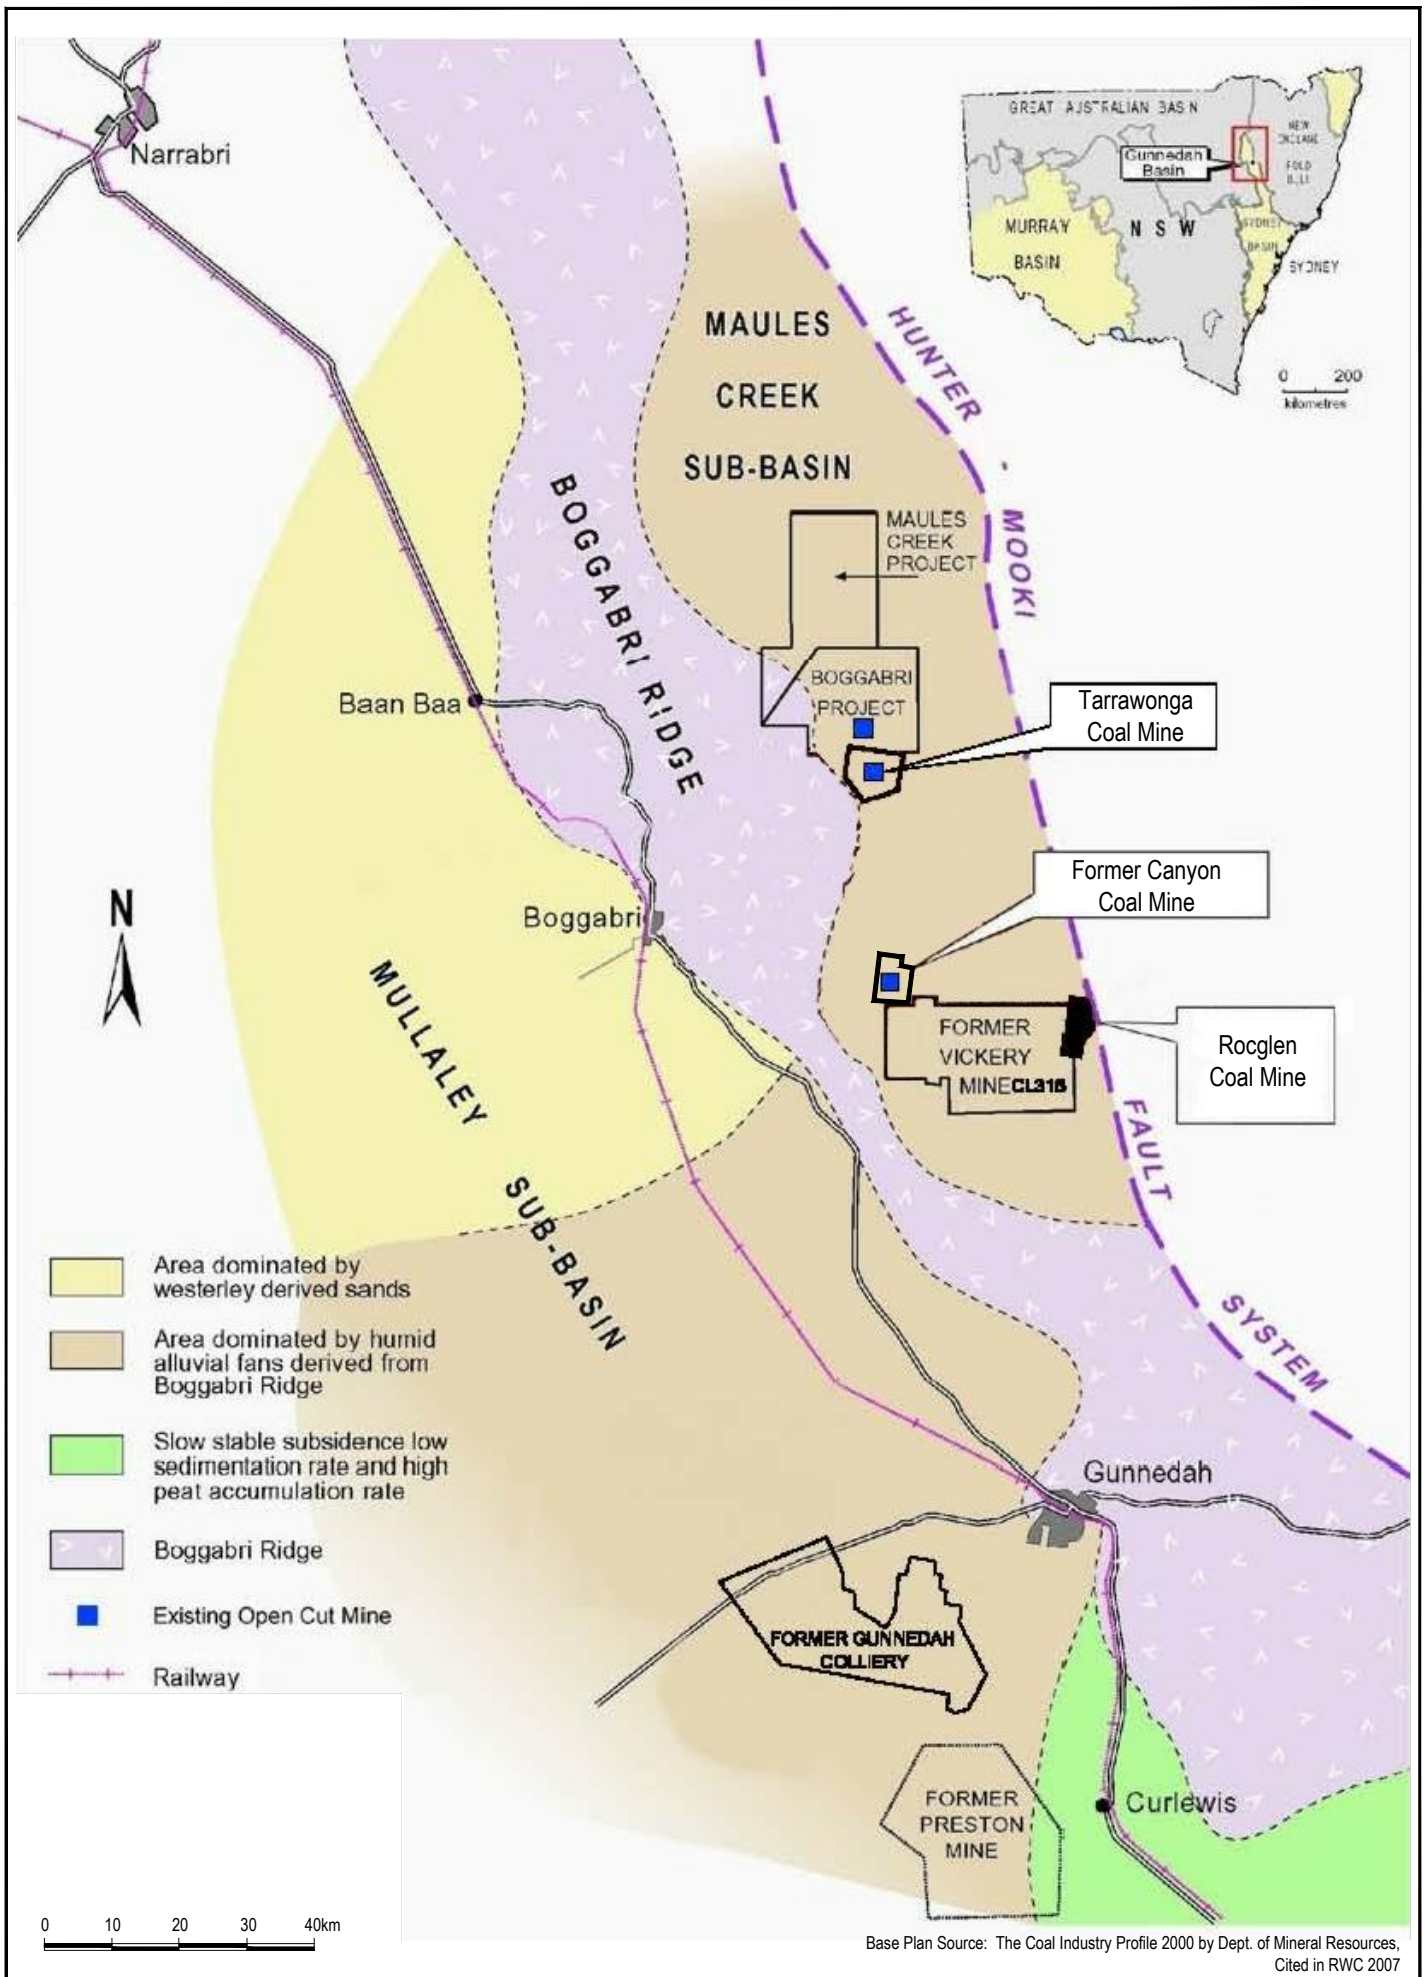 GREAT AUSTRALIAN BASIN
NEW
ENGLAND
FOLD
BELT
Gunnedah
Basin
MURRAY
BASIN
N S W
SYDNEY
BASIN
SYDNEY
0 200
kilometres
Narrabri
MAULES
CREEK
SUB-BASIN
HUNTER - MOOKI FAULT SYSTEM
BOGGABRI RIDGE
MAULES
CREEK
PROJECT
BOGGABRI
PROJECT
Baan Baa
Tarrawonga
Coal Mine
Former Canyon
Coal Mine
N
Boggabri
MULLALEY SUB-BASIN
FORMER
VICKERY
MINE CL316
Rocglen
Coal Mine
Area dominated by
westerley derived sands
Area dominated by humid
alluvial fans derived from
Boggabri Ridge
Slow stable subsidence low
sedimentation rate and high
peat accumulation rate
Boggabri Ridge
Existing Open Cut Mine
Railway
Gunnedah
FORMER GUNNEDAH
COLLIERY
FORMER
PRESTON
MINE
Curlewis
0 10 20 30 40km
Base Plan Source: The Coal Industry Profile 2000 by Dept. of Mineral Resources,
Cited in RWC 2007